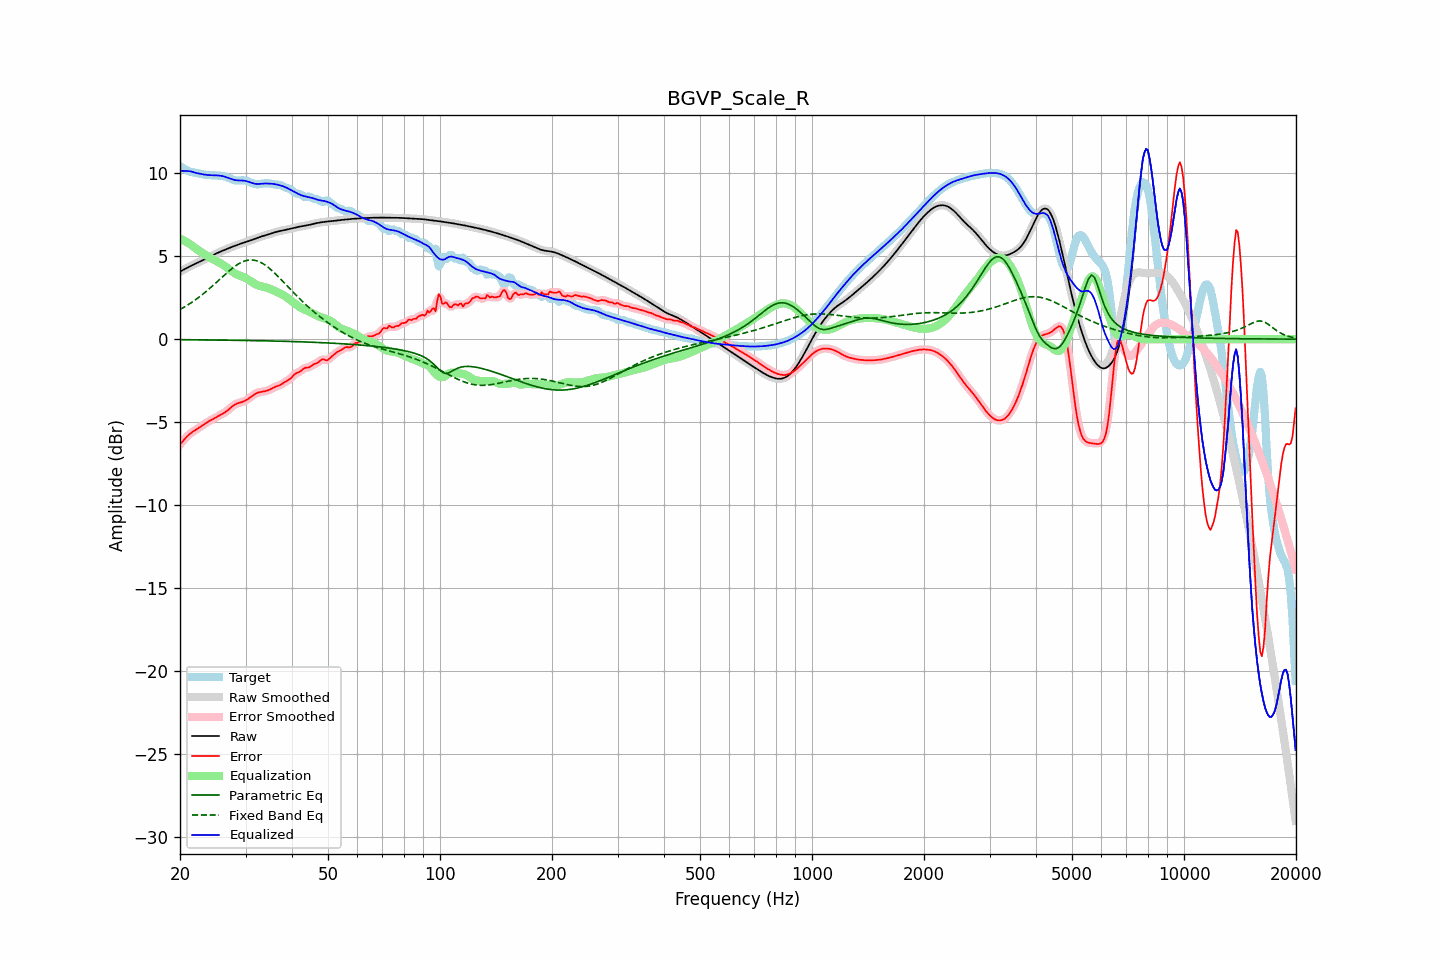 BGVP_Scale_R
10
5
0
−5
−10
−15
−20
−25
−30
Amplitude (dBr)
Target
Raw Smoothed
Error Smoothed
Raw
Error
Equalization
Parametric Eq
Fixed Band Eq
Equalized
20 50 100 200 500 1000 2000 5000 10000 20000
Frequency (Hz)